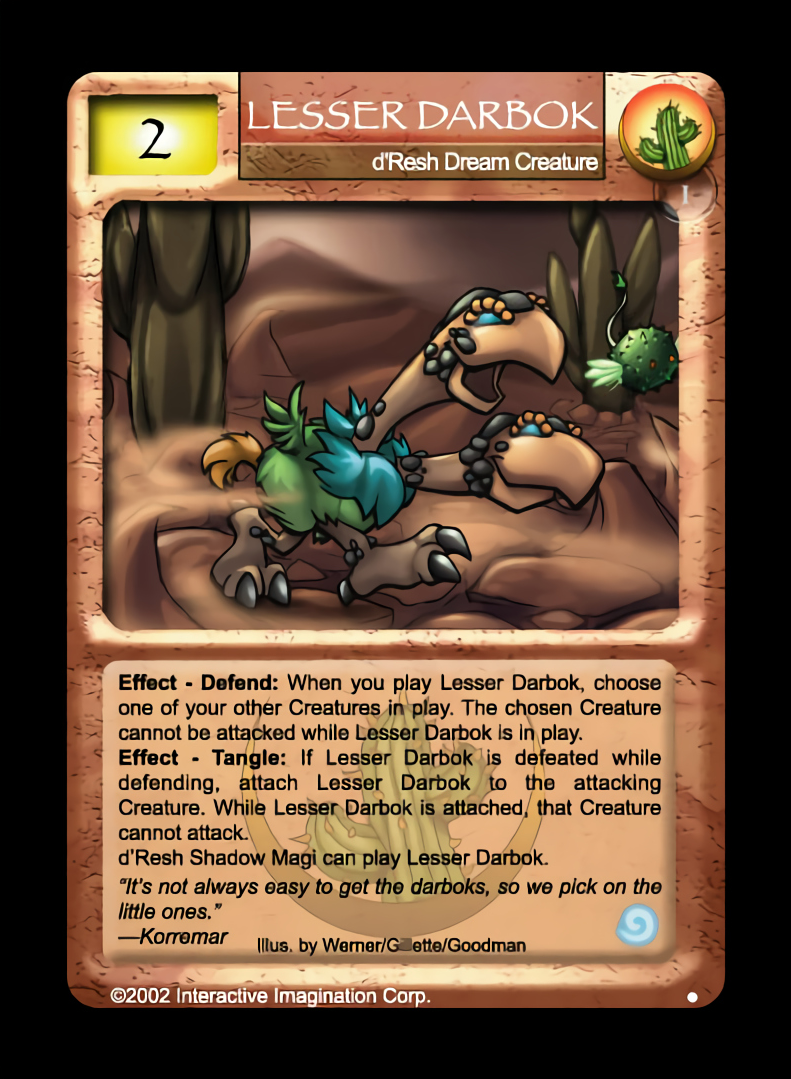 2
LESSER DARBOK
d'Resh Dream Creature
1
Effect - Defend: When you play Lesser Darbok, choose
one of your other Creatures in play. The chosen Creature
cannot be attacked while Lesser Darbok is in play.
Effect - Tangle: If Lesser Darbok is defeated while
defending, attach Lesser Darbok to the attacking
Creature. While Lesser Darbok is attached, that Creature
cannot attack.
d'Resh Shadow Magi can play Lesser Darbok.
"It's not always easy to get the darboks, so we pick on the
little ones."
—Korremar
Illus. by Werner/ /Goodman
©2002 Interactive Imagination Corp.